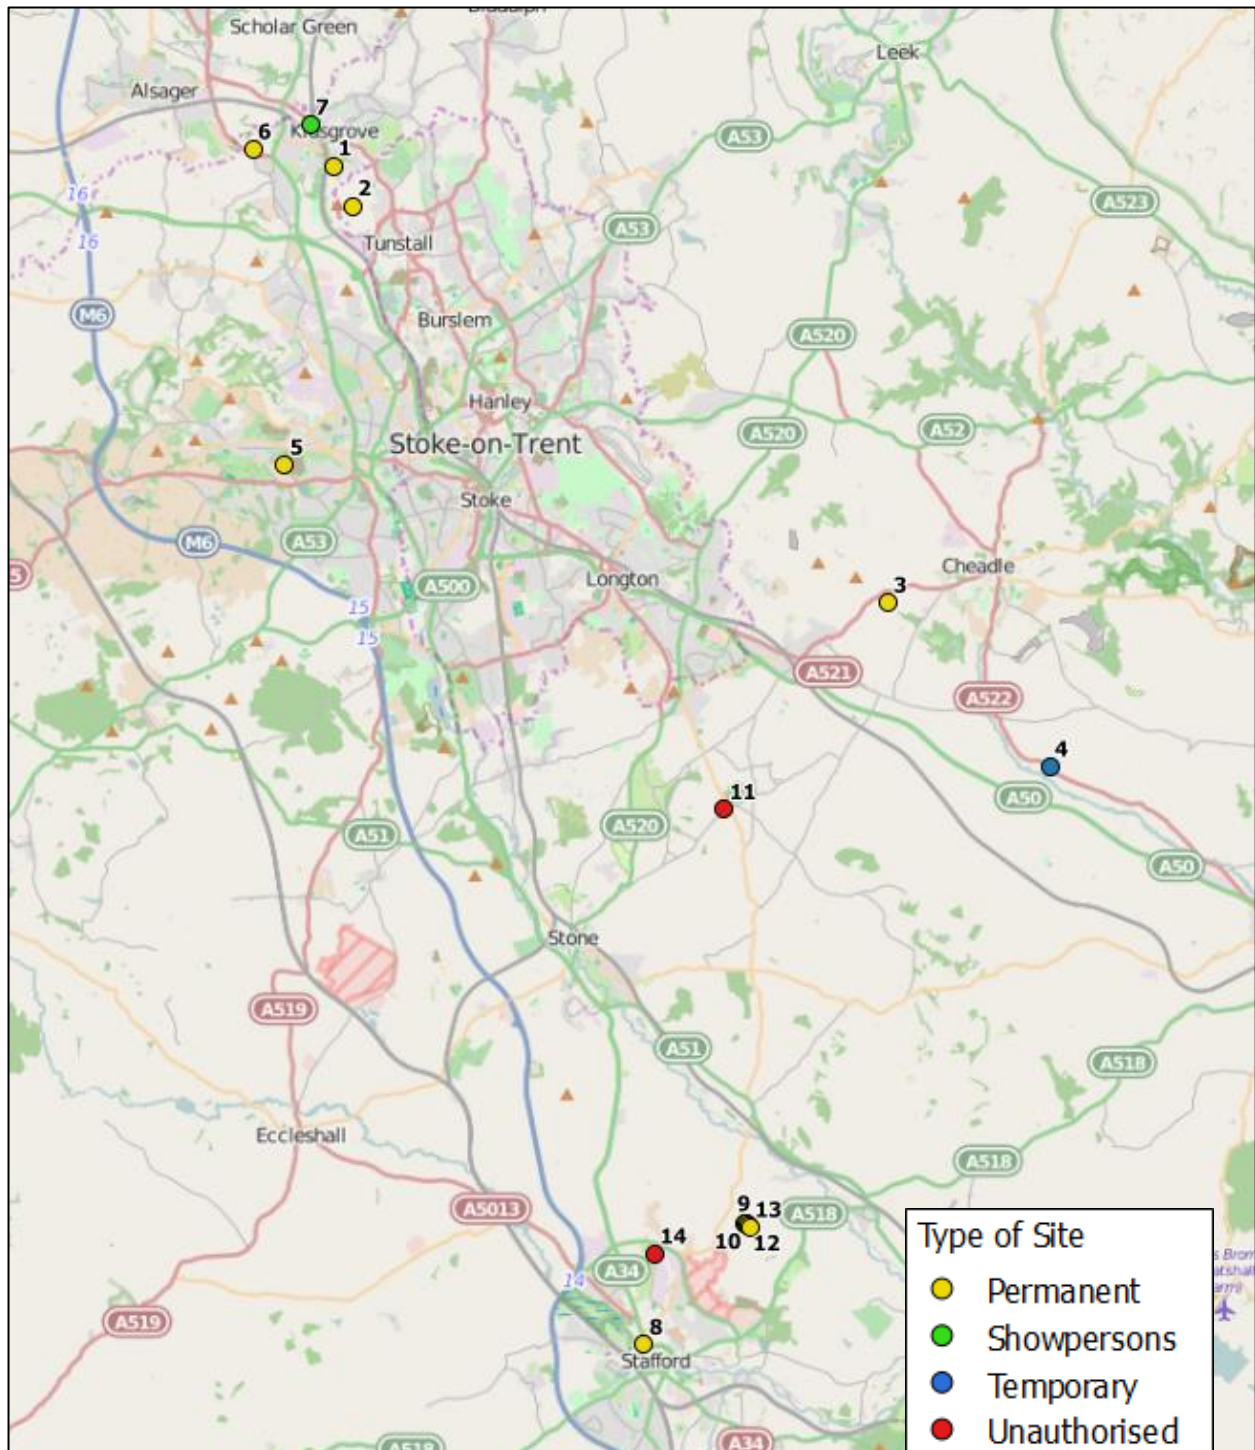 Scholar Green
Leek
Alsager
7
Kidsgrove
6
1
A53
2
16
16
A523
Tunstall
A53
M6
Burslem
A520
Hanley
A520
A52
Stoke-on-Trent
5
Stoke
M6
A53
A500
Longton
Cheadle
3
15
15
A521
A522
4
A50
11
A520
A51
A50
Stone
A519
A51
A518
Eccleshall
A518
A5013
9 13
A518
10 12
14
A34
14
A519
8
Stafford
A518
A34
Type of Site
Permanent
Showpersons
Temporary
Unauthorised